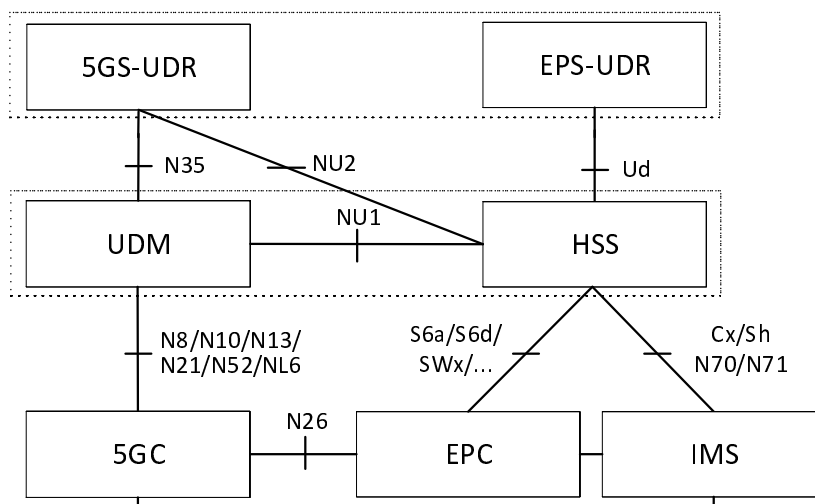 5GS-UDR
EPS-UDR
N35
NU2
Ud
UDM
NU1
HSS
N8/N10/N13/
N21/N52/NL6
S6a/S6d/
SWx/...
Cx/Sh
N70/N71
5GC
N26
EPC
IMS